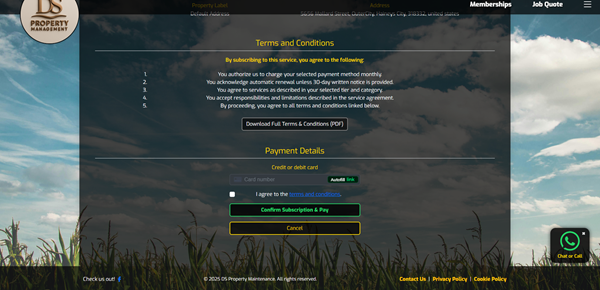 DS
PROPERTY
MANAGEMENT
Memberships
Job Quote
Property Label
Address
Default Address
Terms and Conditions
By subscribing to this service, you agree to the following:
1. You authorize us to charge your selected payment method monthly.
2. You acknowledge automatic renewal unless 30-day written notice is provided.
3. You agree to services as described in your selected tier and category.
4. You accept responsibilities and limitations described in the service agreement.
5. By proceeding, you agree to all terms and conditions linked below.
Download Full Terms & Conditions (PDF)
Payment Details
Credit or debit card
Card number
Autofill link
I agree to the terms and conditions.
Confirm Subscription & Pay
Cancel
Chat or Call
Check us out!
© 2025 DS Property Maintenance. All rights reserved.
Contact Us | Privacy Policy | Cookie Policy